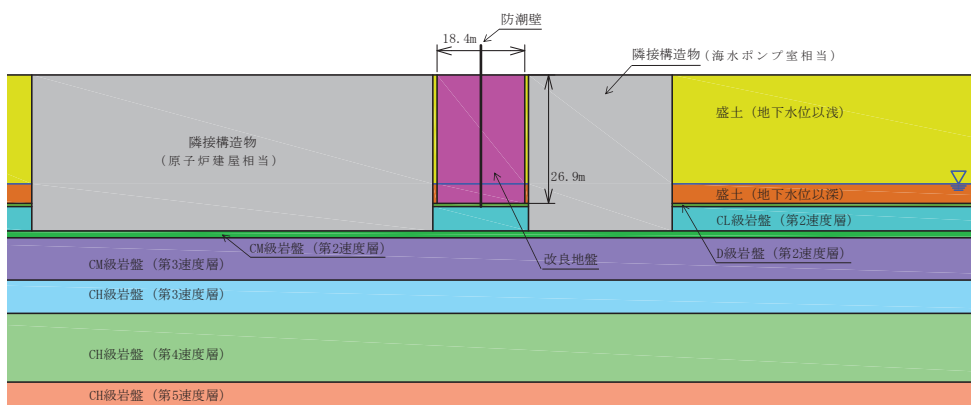 防潮壁
18.4m
隣接構造物(海水ポンプ室相当)
盛土(地下水位以浅)
隣接構造物
(原子炉建屋相当)
26.9m
盛土(地下水位以深)
CL級岩盤(第2速度層)
CM級岩盤(第2速度層)
D級岩盤(第2速度層)
改良地盤
CM級岩盤(第3速度層)
CH級岩盤(第3速度層)
CH級岩盤(第4速度層)
CH級岩盤(第5速度層)